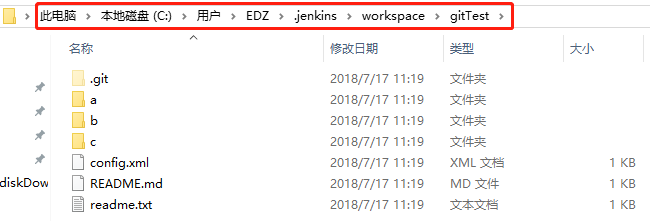 此电脑 › 本地磁盘 (C:) › 用户 › EDZ › .jenkins › workspace › gitTest ›
名称 修改日期 类型 大小
.git 2018/7/17 11:19 文件夹
a 2018/7/17 11:19 文件夹
b 2018/7/17 11:19 文件夹
c 2018/7/17 11:19 文件夹
config.xml 2018/7/17 11:19 XML 文档 1 KB
diskDow README.md 2018/7/17 11:19 MD 文件 1 KB
readme.txt 2018/7/17 11:19 文本文档 1 KB